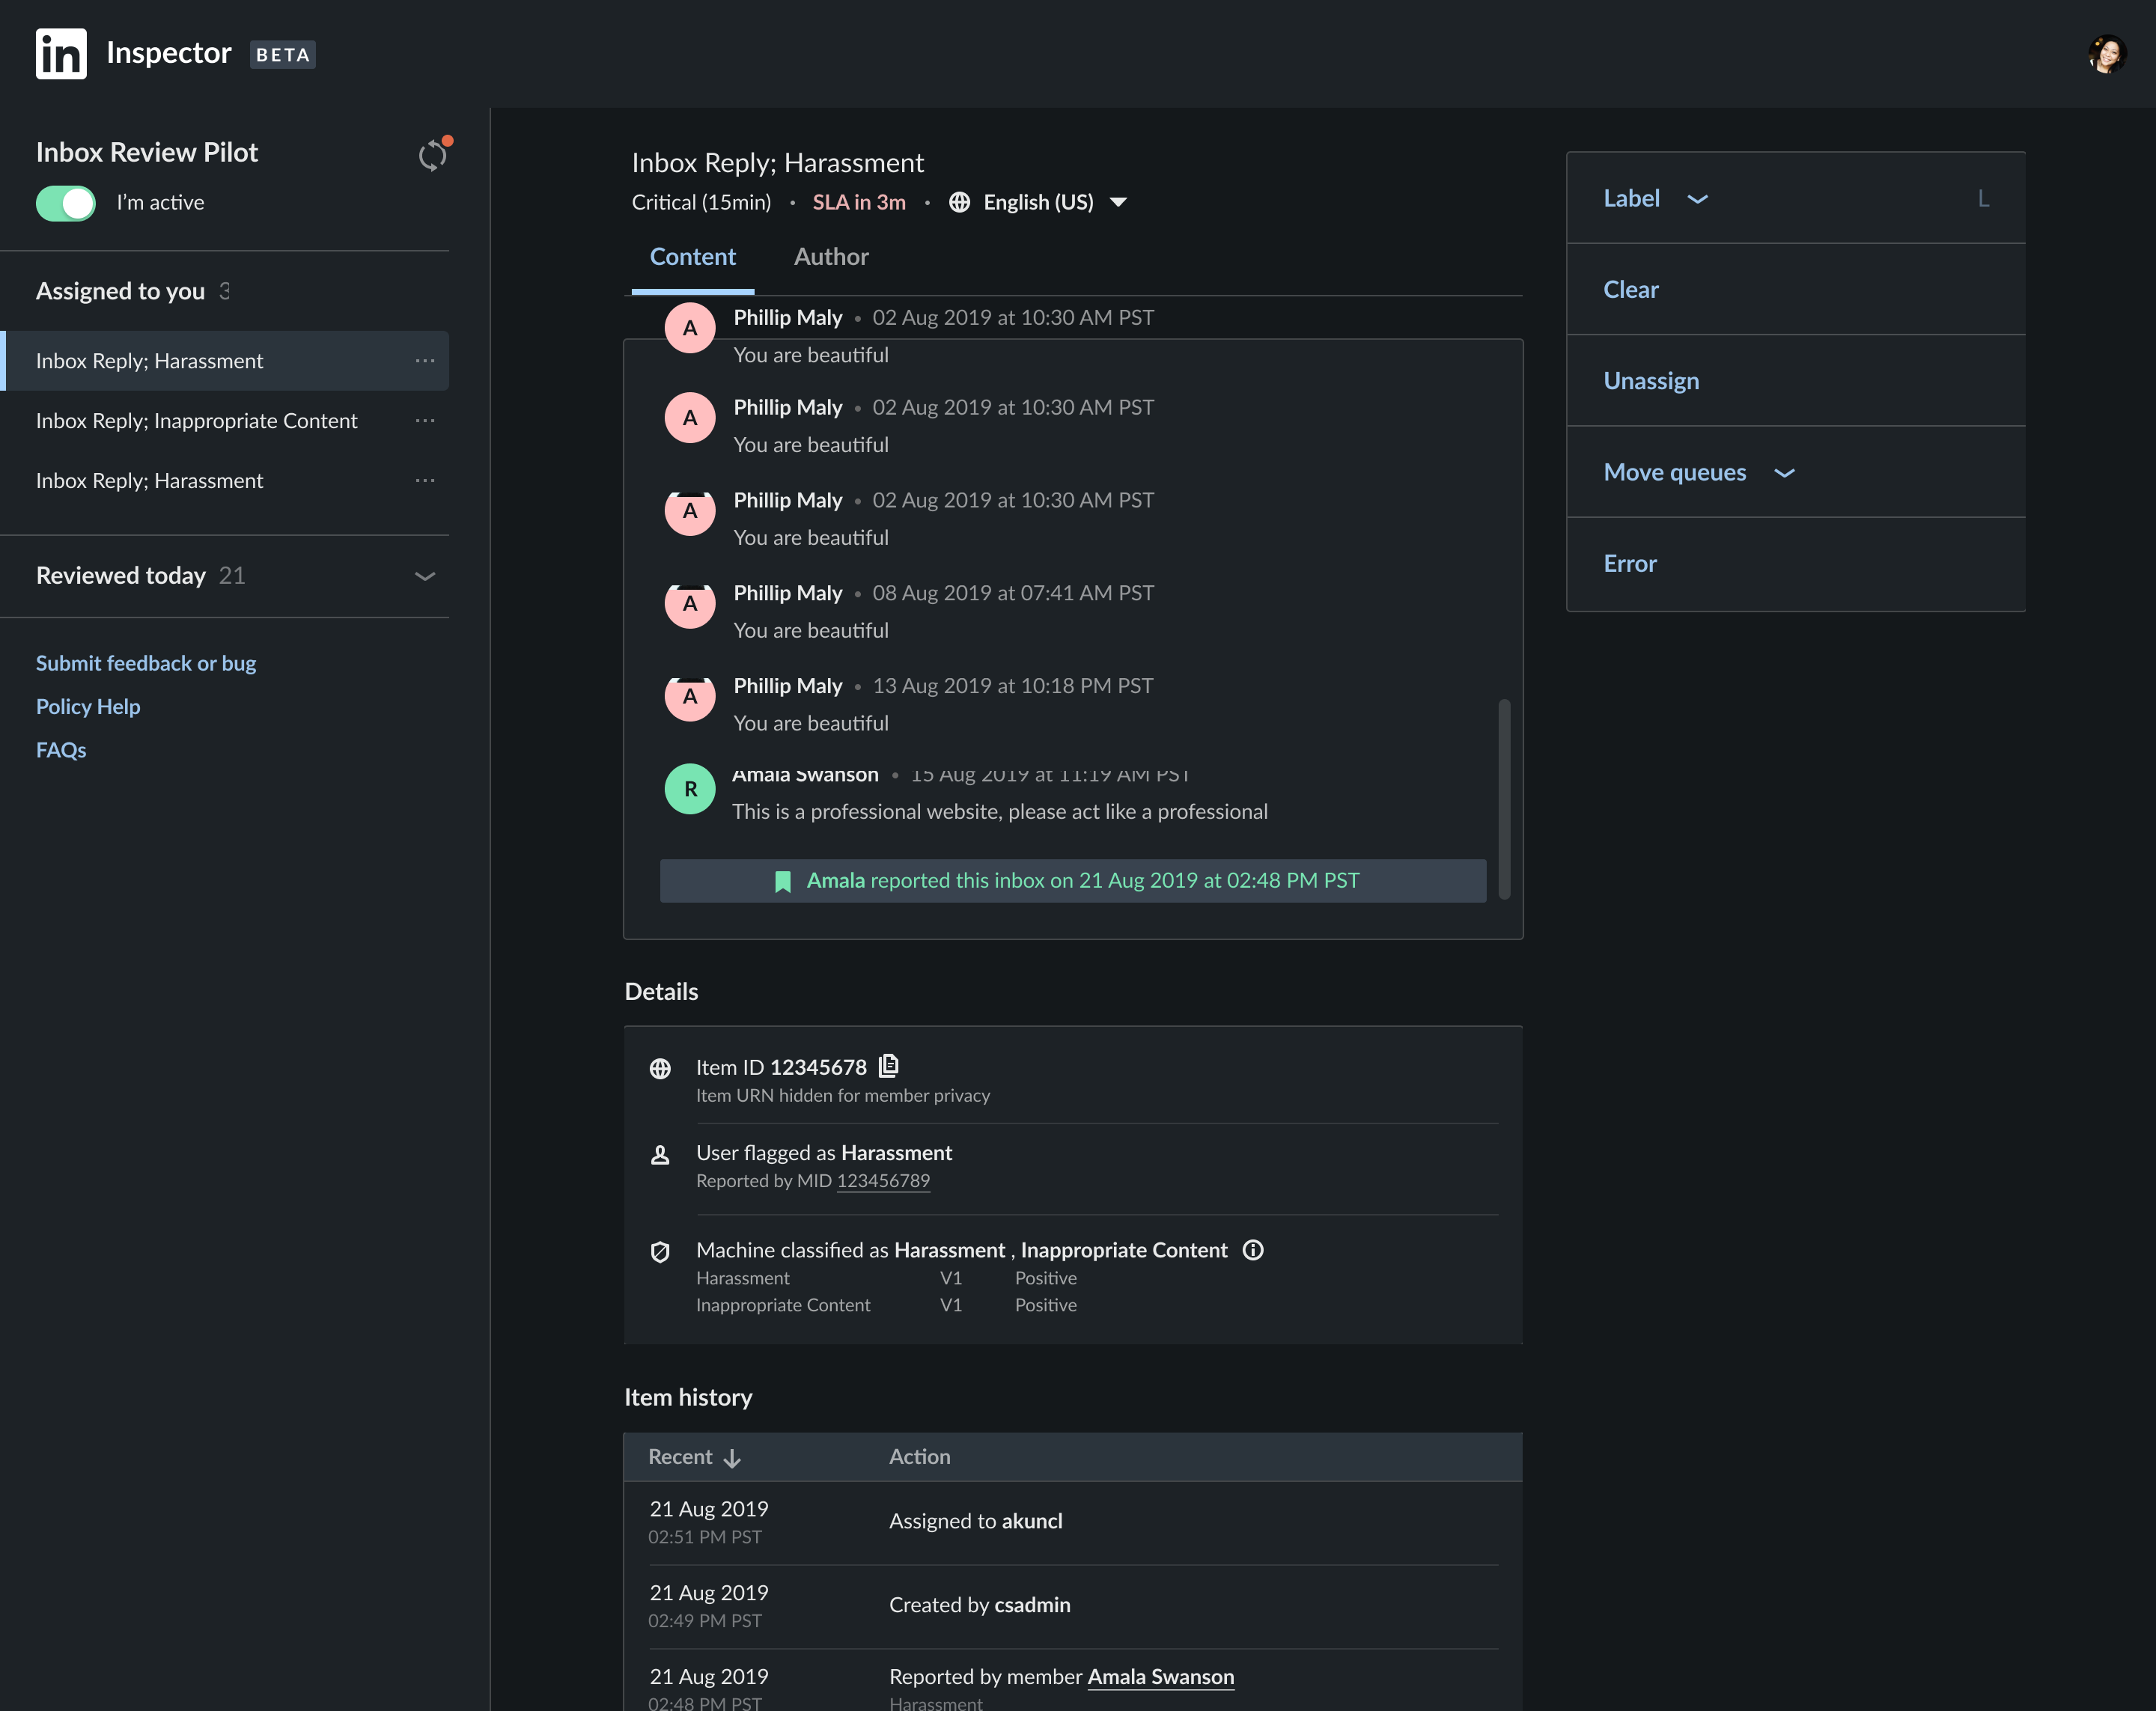 in Inspector BETA
Inbox Review Pilot
I'm active
Assigned to you 3
Inbox Reply; Harassment
Inbox Reply; Inappropriate Content
Inbox Reply; Harassment
Reviewed today 21
Submit feedback or bug
Policy Help
FAQs
Inbox Reply; Harassment
Critical (15min) • SLA in 3m • English (US)
Content Author
A Phillip Maly • 02 Aug 2019 at 10:30 AM PST
You are beautiful
A Phillip Maly • 02 Aug 2019 at 10:30 AM PST
You are beautiful
A Phillip Maly • 02 Aug 2019 at 10:30 AM PST
You are beautiful
A Phillip Maly • 08 Aug 2019 at 07:41 AM PST
You are beautiful
A Phillip Maly • 13 Aug 2019 at 10:18 PM PST
You are beautiful
R Amala Swanson • 15 Aug 2019 at 11:19 AM PST
This is a professional website, please act like a professional
Amala reported this inbox on 21 Aug 2019 at 02:48 PM PST
Details
Item ID 12345678
Item URN hidden for member privacy
User flagged as Harassment
Reported by MID 123456789
Machine classified as Harassment , Inappropriate Content
Harassment V1 Positive
Inappropriate Content V1 Positive
Item history
Recent Action
21 Aug 2019
02:51 PM PST
Assigned to akuncl
21 Aug 2019
02:49 PM PST
Created by csadmin
21 Aug 2019
02:48 PM PST
Reported by member Amala Swanson
Harassment
Label L
Clear
Unassign
Move queues
Error